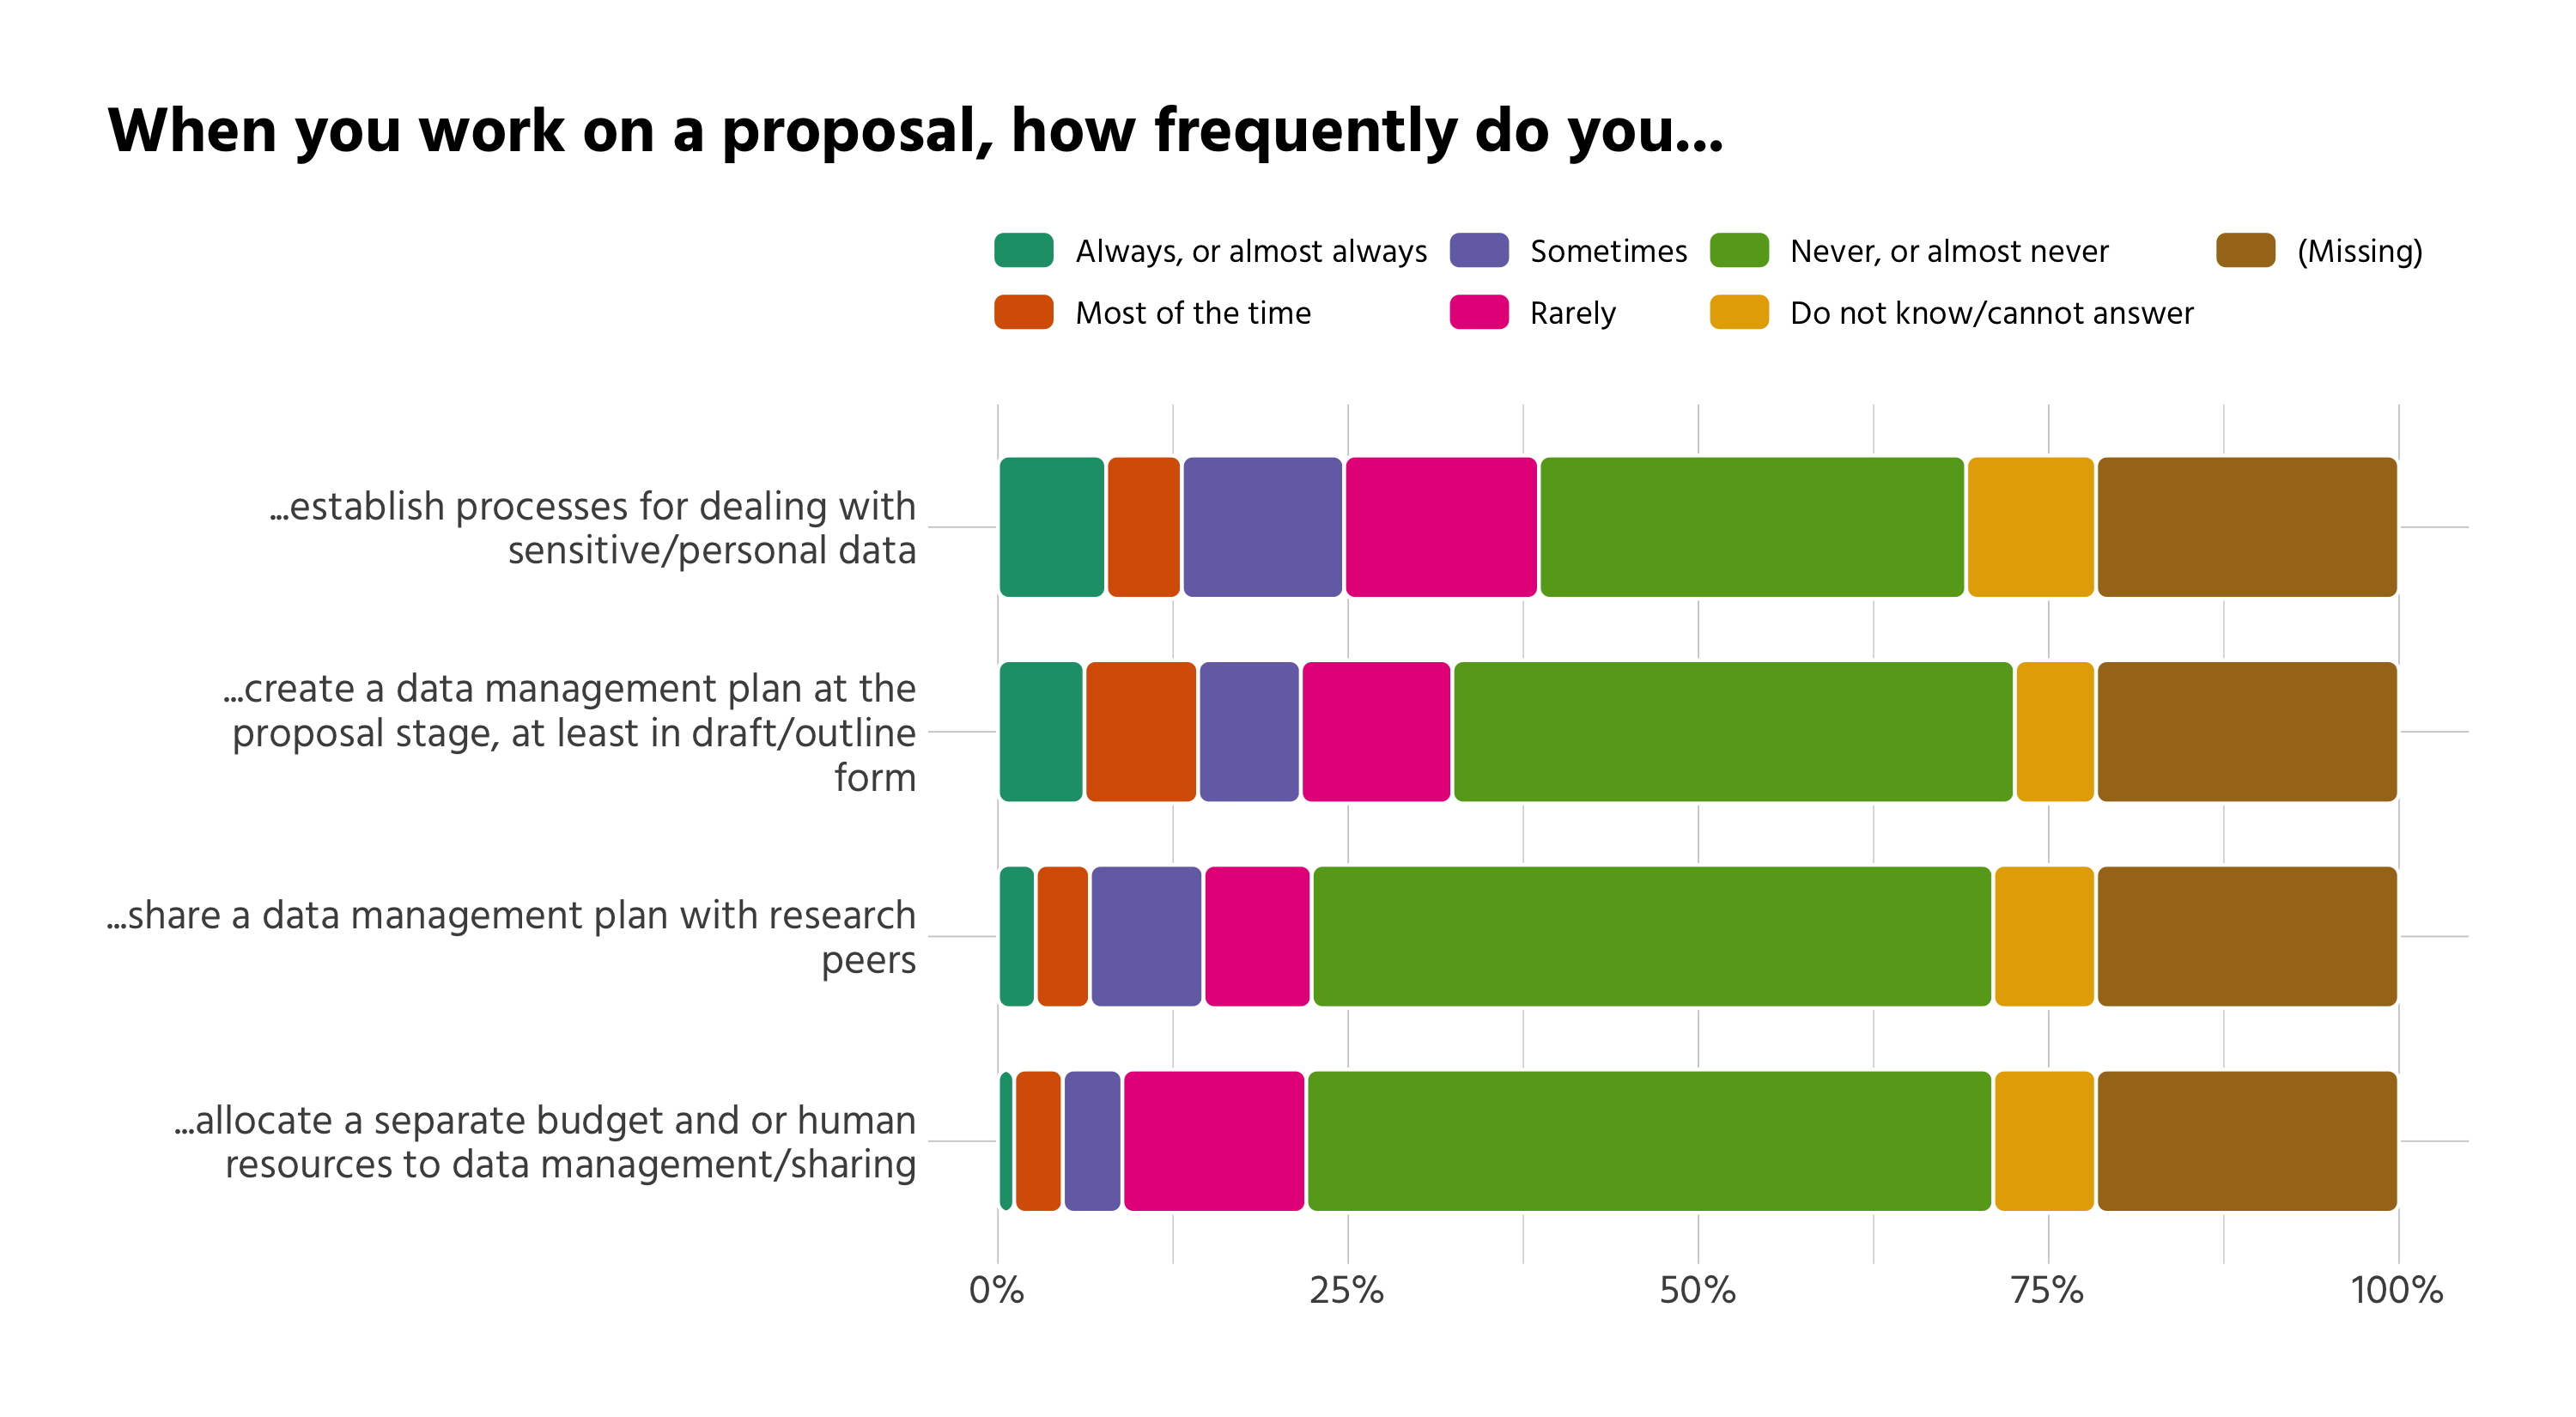 When you work on a proposal, how frequently do you...
Always, or almost always
Sometimes
Never, or almost never
(Missing)
Most of the time
Rarely
Do not know/cannot answer
...establish processes for dealing with
sensitive/personal data
...create a data management plan at the
proposal stage, at least in draft/outline
form
...share a data management plan with research
peers
...allocate a separate budget and or human
resources to data management/sharing
0%
25%
50%
75%
100%